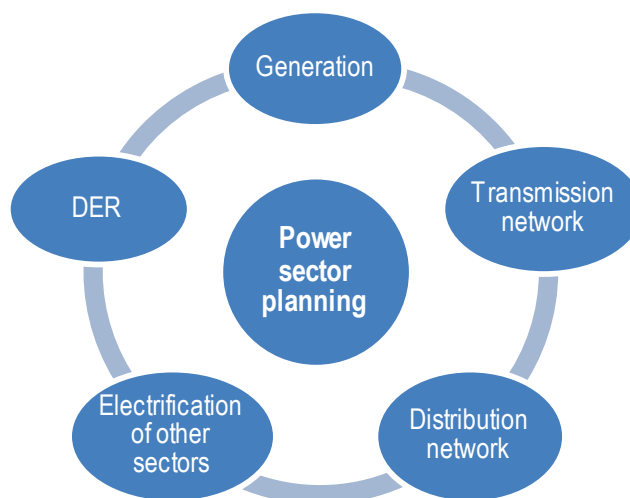 Generation
Transmission
network
Distribution
network
Electrification
of other
sectors
DER
Power
sector
planning